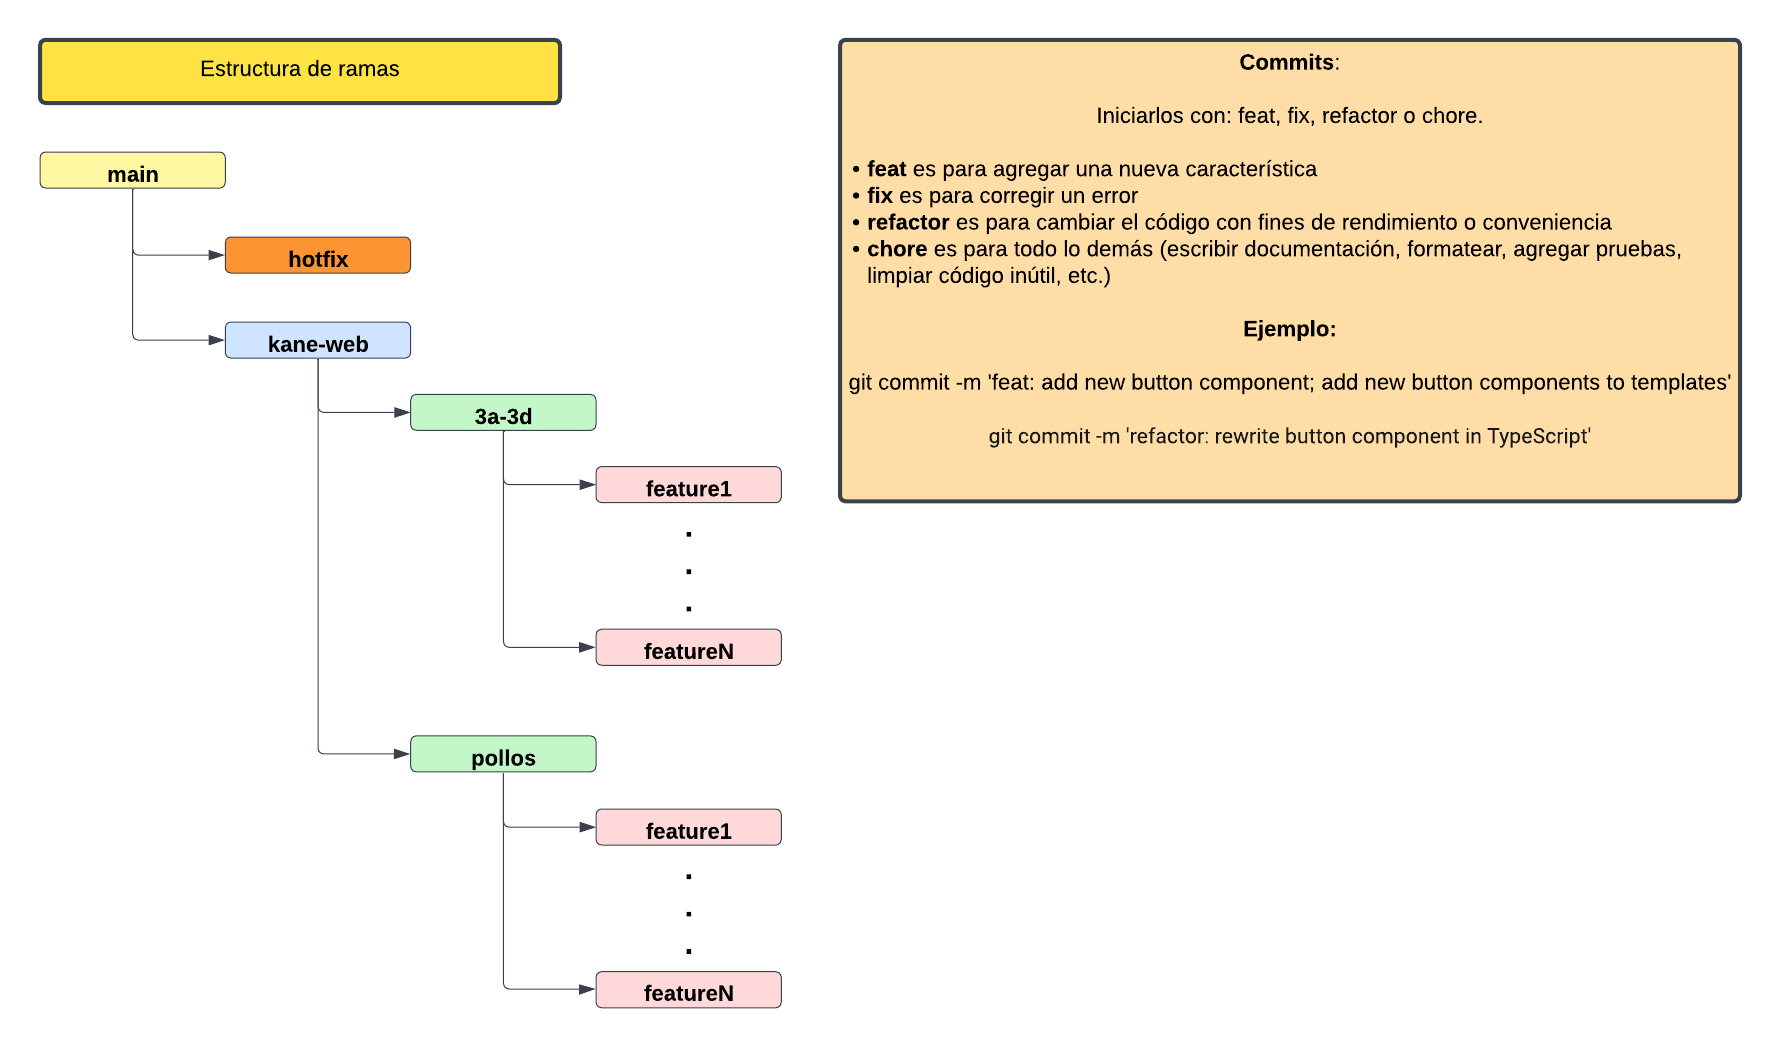 Estructura de ramas
main
hotfix
kane-web
3a-3d
feature1
.
.
.
featureN
pollos
feature1
.
.
.
featureN
Commits:
Iniciarlos con: feat, fix, refactor o chore.
• feat es para agregar una nueva característica
• fix es para corregir un error
• refactor es para cambiar el código con fines de rendimiento o conveniencia
• chore es para todo lo demás (escribir documentación, formatear, agregar pruebas,
limpiar código inútil, etc.)
Ejemplo:
git commit -m 'feat: add new button component; add new button components to templates'
git commit -m 'refactor: rewrite button component in TypeScript'